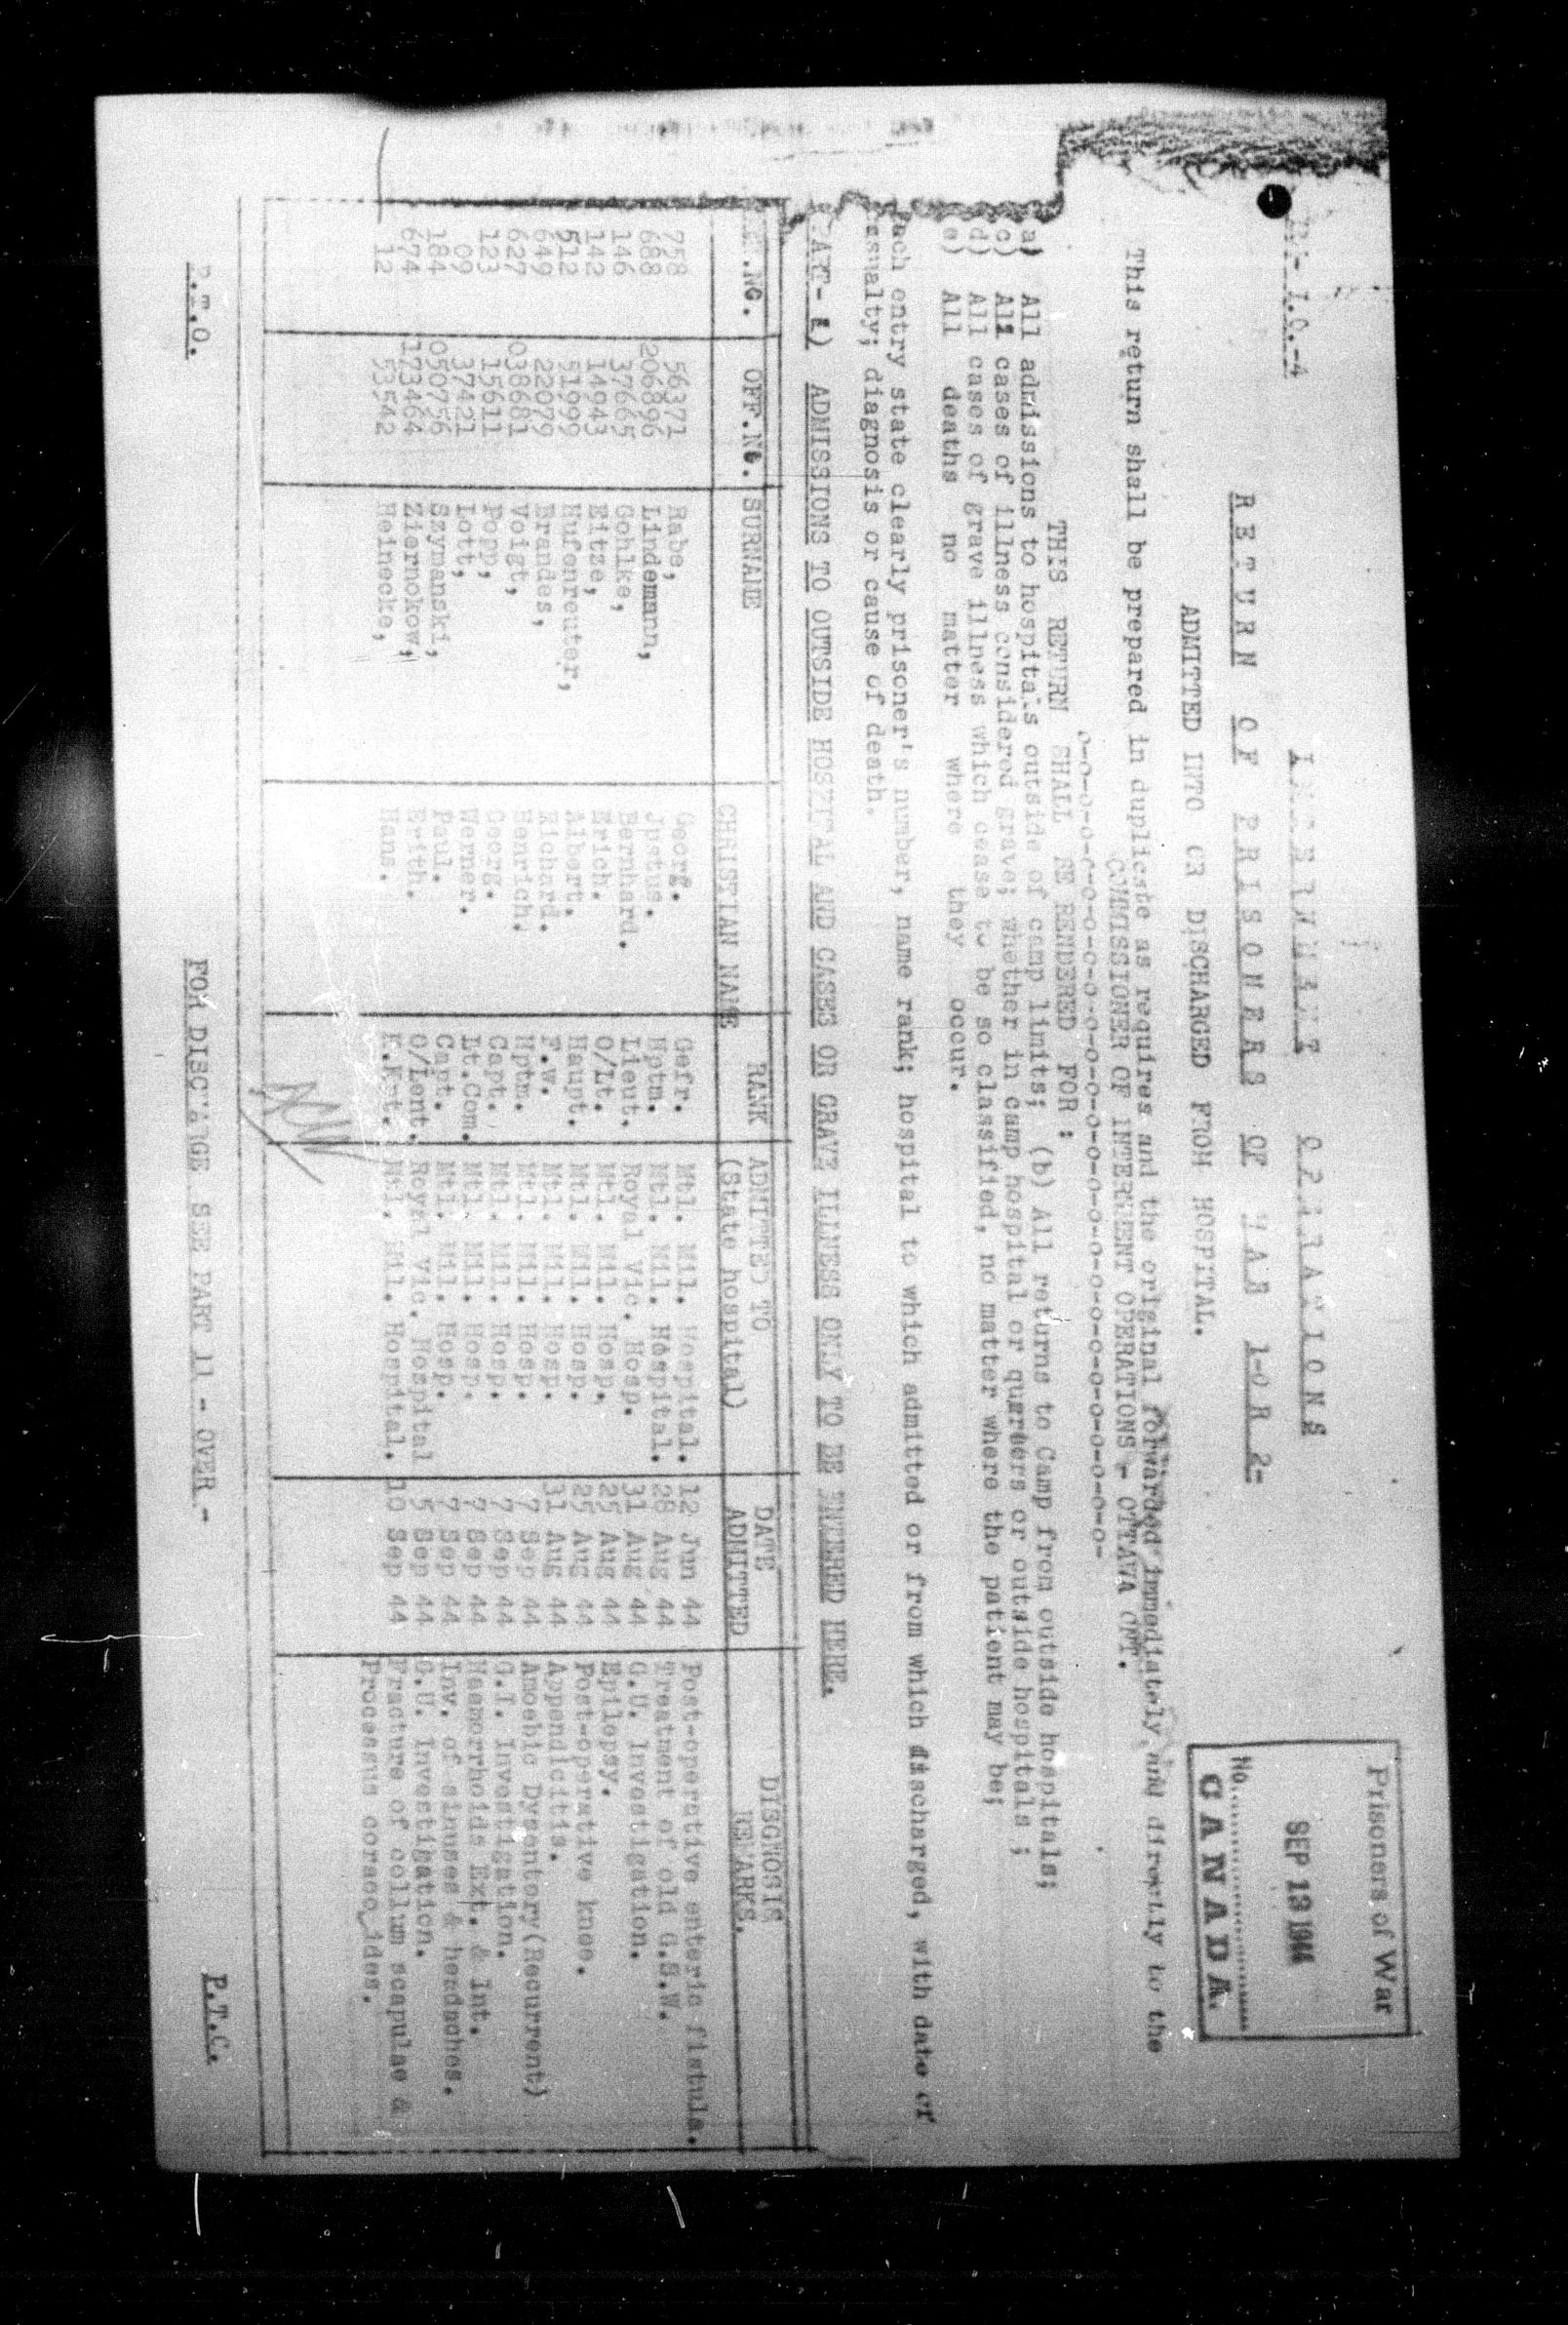 I.O.-4
INTERNMENT OPERATIONS
Prisoners of War
SEP 13 1944
No.
CANADA.
RETURN OF PRISONERS OF WAR 1-OR 2-
ADMITTED INTO OR DISCHARGED FROM HOSPITAL.
This return shall be prepared in duplicate as requires and the original forwarded immediately and directly to the
COMMISSIONER OF INTERNENT OPERATIONS - OTTAVA ONT.
o-o-o-o-o-o-o-o-o-o-o-o-o-o-o-o-o-o-o-o-o-o-o-
THIS RETURN SHALL BE RENDERED FOR:
a) All admissions to hospitals outside of camp limits; (b) All returns to Camp from outside hospitals;
c) All cases of illness considered grave; whether in camp hospital or quarters or outside hospitals ;
d) All cases of grave illness which cease to be so classified, no matter where the patient may be;
e) All deaths no matter where they occur.
Each entry state clearly prisoner's number, name rank; hospital to which admitted or from which discharged, with date of
casualty; diagnosis or cause of death.
PART- 1) ADMISSIONS TO OUTSIDE HOSPITAL AND CASES OR GRAVE ILLNESS ONLY TO BE ENTERED HERE.
NO. OFF.No. SURNAME CHRISTIAN NAME RANK ADMITTED TO (State hospital) DATE ADMITTED DISGNOSIS REMARKS.
758 56371 Rabe, Georg. Gefr. Mtl. Mil. Hospital. 12 Jun 44 Post-operative enteric fistula.
688 206896 Lindemann, Justus. Hptm. Mtl. Mil. Hospital. 28 Aug 44 Treatment of old G.S.W.
146 37665 Gohlke, Bernhard. Lieut. Royal Vic. Hosp. 31 Aug 44 G.U. Investigation.
142 14943 Eitze, Erich. O/Lt. Mtl. Mil. Hosp. 25 Aug 44 Epilepsy.
512 51999 Hufenreuter, Albert. Haupt. Mtl. Mil. Hosp. 25 Aug 44 Post-operative knee.
649 22079 Brandes, Richard. F.w. Mtl. Mil. Hosp. 31 Aug 44 Appendicitis.
627 038681 Voigt, Henrich. Hptm. Mtl. Mil. Hosp. 7 Sep 44 Amoebic Dysentory(Recurrent)
123 15611 Popp, Georg. Capt. Mtl. Mil. Hosp. 7 Sep 44 G.I. Investigation.
09 37421 Lott, Werner. Lt.Com. Mtl. Mil. Hosp. 7 Sep 44 Haemorrhoids Ext. & Int.
184 050756 Szymanski, Paul. Capt. Mtl. Mil. Hosp. 7 Sep 44 Inv. of sinuses & headaches.
674 173464 Ziernokow, Erith. O/Lent. Royal Vic. Hospital 5 Sep 44 G.U. Investigation.
12 53542 Heinecke, Hans. K.Kpt. Mtl. Mil. Hospital. 10 Sep 44 Fracture of collum scapulae &
Processus coracoides.
P.T.O. FOR DISCHARGE SEE PART 11 - OVER - P.T.O.